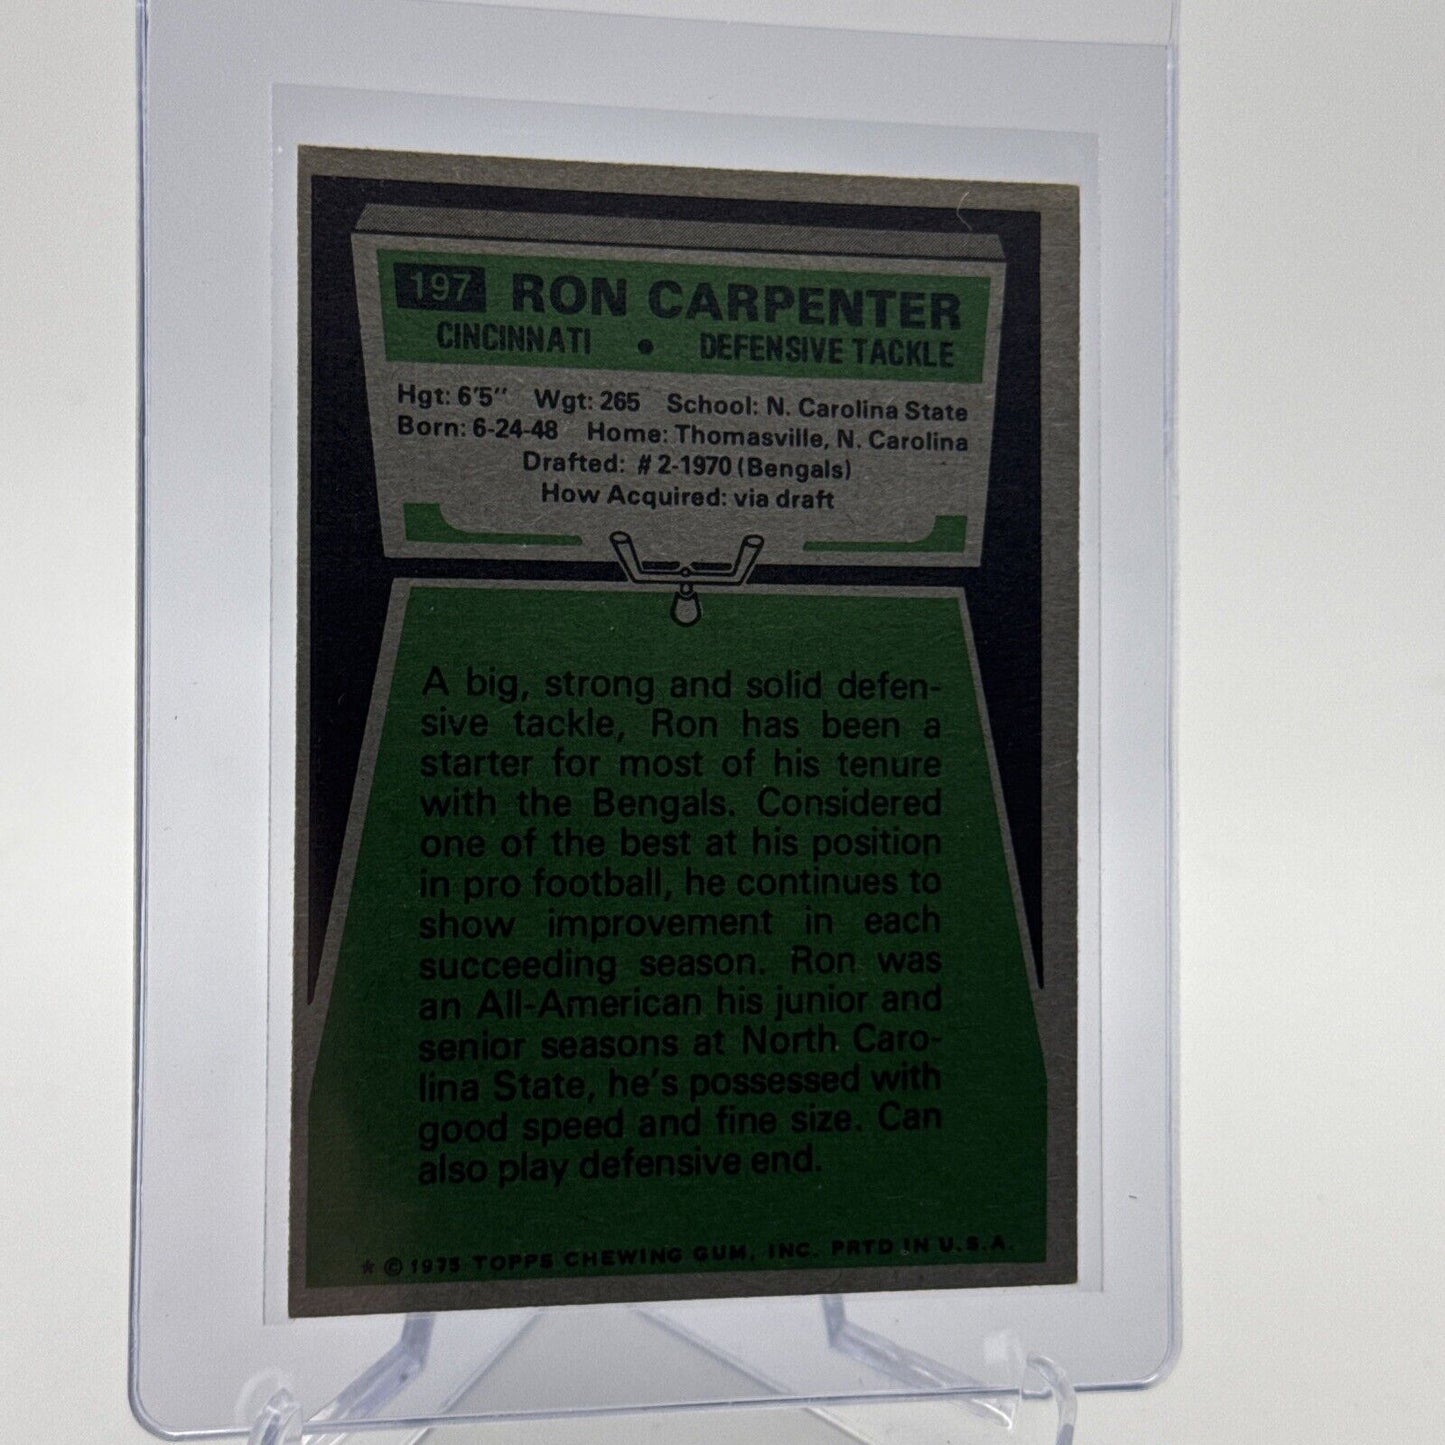 197 RON CARPENTER
CINCINNATI • DEFENSIVE TACKLE
Hgt: 6'5" Wgt: 265 School: N. Carolina State
Born: 6-24-48 Home: Thomasville, N. Carolina
Drafted: #2-1970 (Bengals)
How Acquired: via draft
A big, strong and solid defen-
sive tackle, Ron has been a
starter for most of his tenure
with the Bengals. Considered
one of the best at his position
in pro football, he continues to
show improvement in each
succeeding season. Ron was
an All-American his junior and
senior seasons at North Caro-
lina State, he's possessed with
good speed and fine size. Can
also play defensive end.
* © 1975 TOPPS CHEWING GUM, INC. PRTD IN U.S.A.